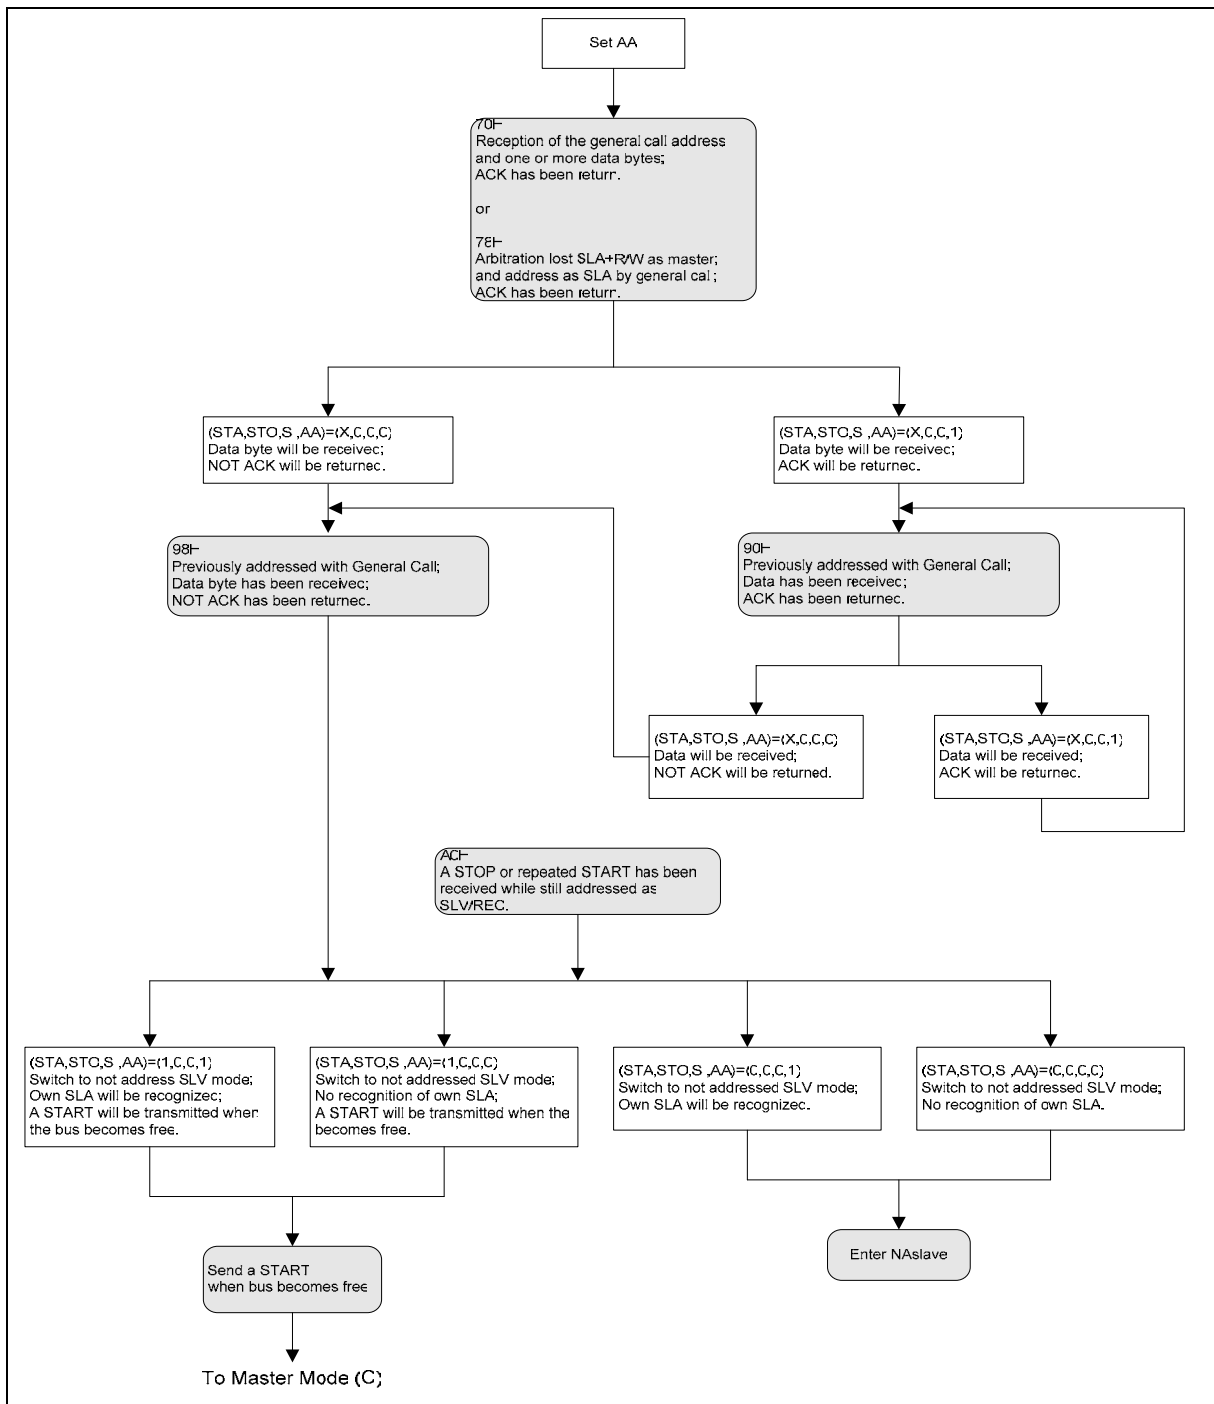 Set AA
70H
Reception of the general call address
and one or more data bytes;
ACK has been return.
or
78H
Arbitration lost SLA+R/W as master;
and address as SLA by general call;
ACK has been return.
(STA,STO,SI,AA)=(X,0,0,0)
Data byte will be received;
NOT ACK will be returned.
(STA,STO,SI,AA)=(X,0,0,1)
Data byte will be received;
ACK will be returned.
98H
Previously addressed with General Call;
Data byte has been received;
NOT ACK has been returned.
90H
Previously addressed with General Call;
Data has been received;
ACK has been returned.
(STA,STO,SI,AA)=(X,0,0,0)
Data will be received;
NOT ACK will be returned.
(STA,STO,SI,AA)=(X,0,0,1)
Data will be received;
ACK will be returned.
A0H
A STOP or repeated START has been
received while still addressed as
SLV/REC.
(STA,STO,SI,AA)=(1,0,0,1)
Switch to not address SLV mode;
Own SLA will be recognized;
A START will be transmitted when
the bus becomes free.
(STA,STO,SI,AA)=(1,0,0,0)
Switch to not addressed SLV mode;
No recognition of own SLA;
A START will be transmitted when the
becomes free.
(STA,STO,SI,AA)=(0,0,0,1)
Switch to not addressed SLV mode;
Own SLA will be recognized.
(STA,STO,SI,AA)=(0,0,0,0)
Switch to not addressed SLV mode;
No recognition of own SLA.
Send a START
when bus becomes free
Enter NAslave
To Master Mode (C)